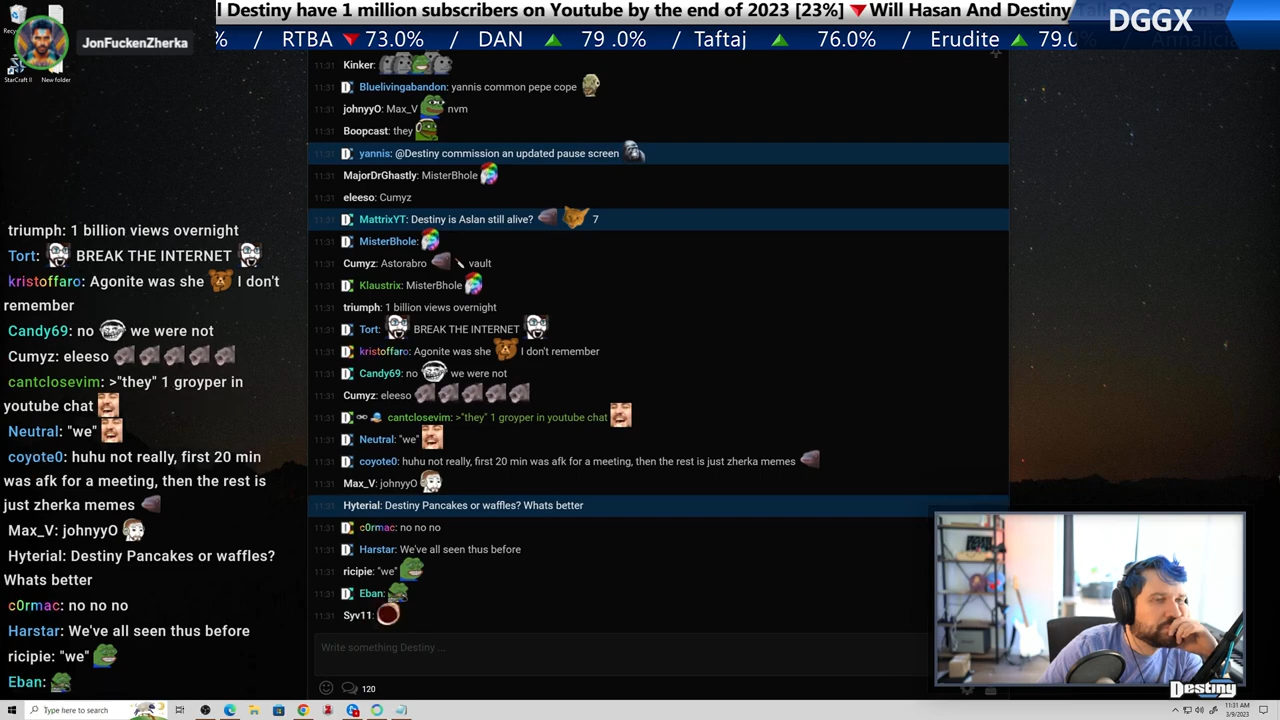 l Destiny have 1 million subscribers on Youtube by the end of 2023 [23%] ▼Will Hasan And Destiny
DGGX
% / RTBA ▼ 73.0% / DAN ▲ 79 .0% / Taftaj ▲ 76.0% / Erudite ▲ 79.0
JonFuckenZherka
StarCraft II
New folder
11:31 Kinker:
11:31 Bluelivingabandon: yannis common pepe cope
11:31 johnyyO: Max_V nvm
11:31 Boopcast: they
11:31 yannis: @Destiny commission an updated pause screen
11:31 MajorDrGhastly: MisterBhole
11:31 eleeso: Cumyz
11:31 MattrixYT: Destiny is Aslan still alive? 7
11:31 MisterBhole:
11:31 Cumyz: Astorabro vault
11:31 Klaustrix: MisterBhole
11:31 triumph: 1 billion views overnight
11:31 Tort: BREAK THE INTERNET
11:31 kristoffaro: Agonite was she I don't remember
11:31 Candy69: no we were not
11:31 Cumyz: eleeso
11:31 cantclosevim: >"they" 1 groyper in youtube chat
11:31 Neutral: "we"
11:31 coyote0: huhu not really, first 20 min was afk for a meeting, then the rest is just zherka memes
11:31 Max_V: johnyyO
11:31 Hyterial: Destiny Pancakes or waffles? Whats better
11:31 c0rmac: no no no
11:31 Harstar: We've all seen thus before
11:31 ricipie: "we"
11:31 Eban:
11:31 Syv11:
Write something Destiny ...
120
triumph: 1 billion views overnight
Tort: BREAK THE INTERNET
kristoffaro: Agonite was she I don't
remember
Candy69: no we were not
Cumyz: eleeso
cantclosevim: >"they" 1 groyper in
youtube chat
Neutral: "we"
coyote0: huhu not really, first 20 min
was afk for a meeting, then the rest is
just zherka memes
Max_V: johnyyO
Hyterial: Destiny Pancakes or waffles?
Whats better
c0rmac: no no no
Harstar: We've all seen thus before
ricipie: "we"
Eban:
Destiny
Type here to search
11:31 AM
3/9/2023